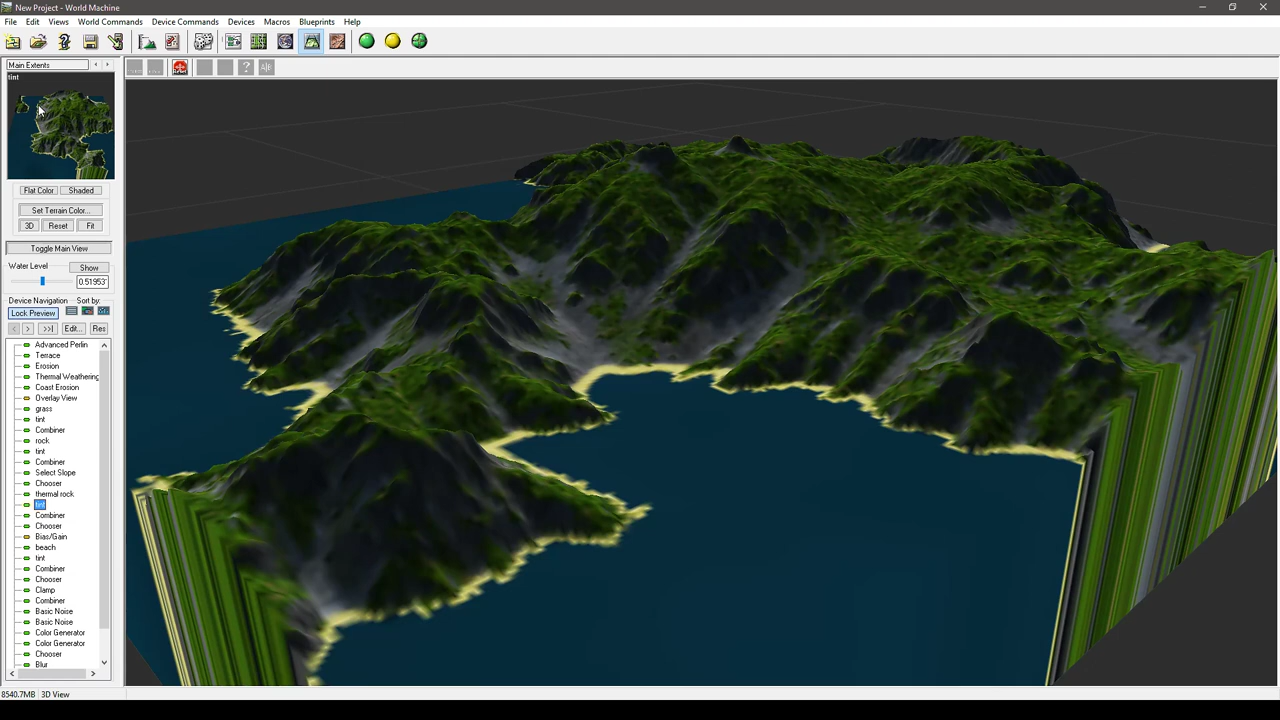 New Project - World Machine
File Edit Views World Commands Device Commands Devices Macros Blueprints Help
Main Extents
tint
Flat Color Shaded
Set Terrain Color...
3D Reset Fit
Toggle Main View
Water Level Show
0.51953
Device Navigation Sort by:
Lock Preview
< > >>| Edit... Res
Advanced Perlin
Terrace
Erosion
Thermal Weathering
Coast Erosion
Overlay View
grass
tint
Combiner
rock
tint
Combiner
Select Slope
Chooser
thermal rock
tint
Combiner
Chooser
Bias/Gain
beach
tint
Combiner
Chooser
Clamp
Combiner
Basic Noise
Basic Noise
Color Generator
Color Generator
Chooser
Blur
8540.7MB 3D View